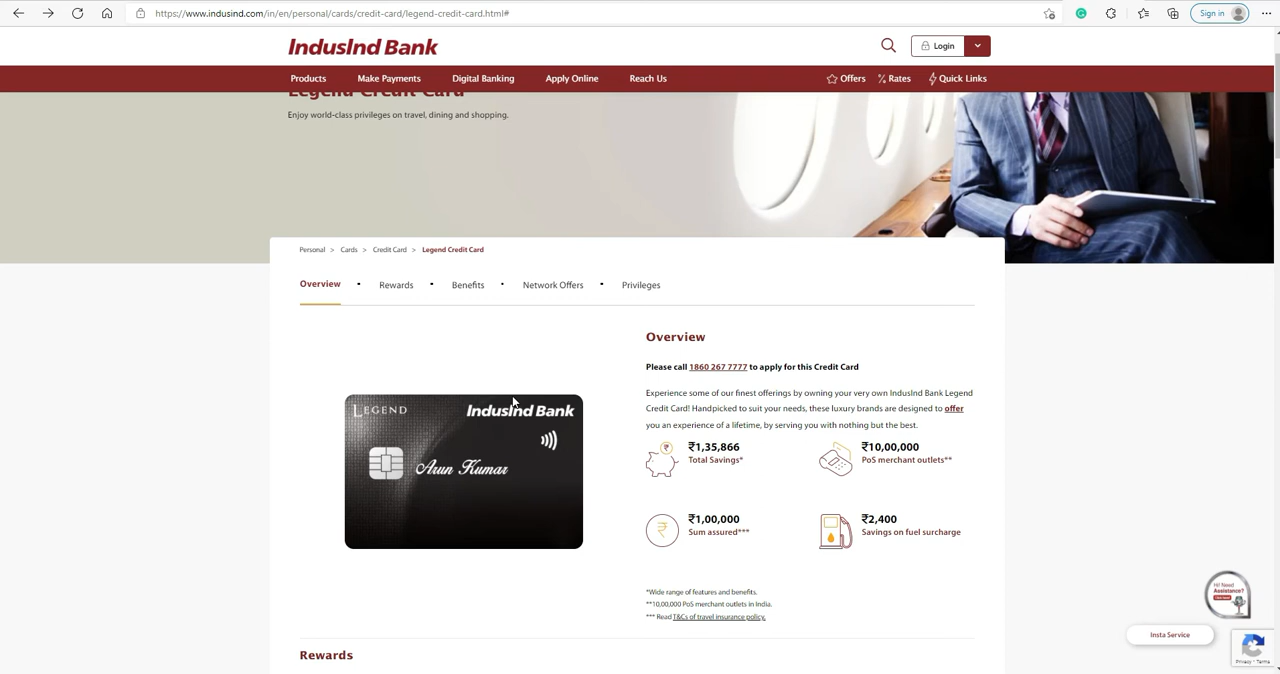 https://www.indusind.com/in/en/personal/cards/credit-card/legend-credit-card.html#
Sign in
IndusInd Bank
Login
Products
Make Payments
Digital Banking
Apply Online
Reach Us
Offers
Rates
Quick Links
Legend Credit Card
Enjoy world-class privileges on travel, dining and shopping.
Personal > Cards > Credit Card > Legend Credit Card
Overview
Rewards
Benefits
Network Offers
Privileges
LEGEND
IndusInd Bank
Arun Kumar
Overview
Please call 1860 267 7777 to apply for this Credit Card
Experience some of our finest offerings by owning your very own IndusInd Bank Legend
Credit Card! Handpicked to suit your needs, these luxury brands are designed to offer
you an experience of a lifetime, by serving you with nothing but the best.
₹1,35,866
Total Savings*
₹10,00,000
PoS merchant outlets**
₹1,00,000
Sum assured***
₹2,400
Savings on fuel surcharge
*Wide range of features and benefits.
**10,00,000 PoS merchant outlets in India.
*** Read T&Cs of travel insurance policy.
Rewards
Hi! Need
Assistance?
Insta Service
Privacy - Terms